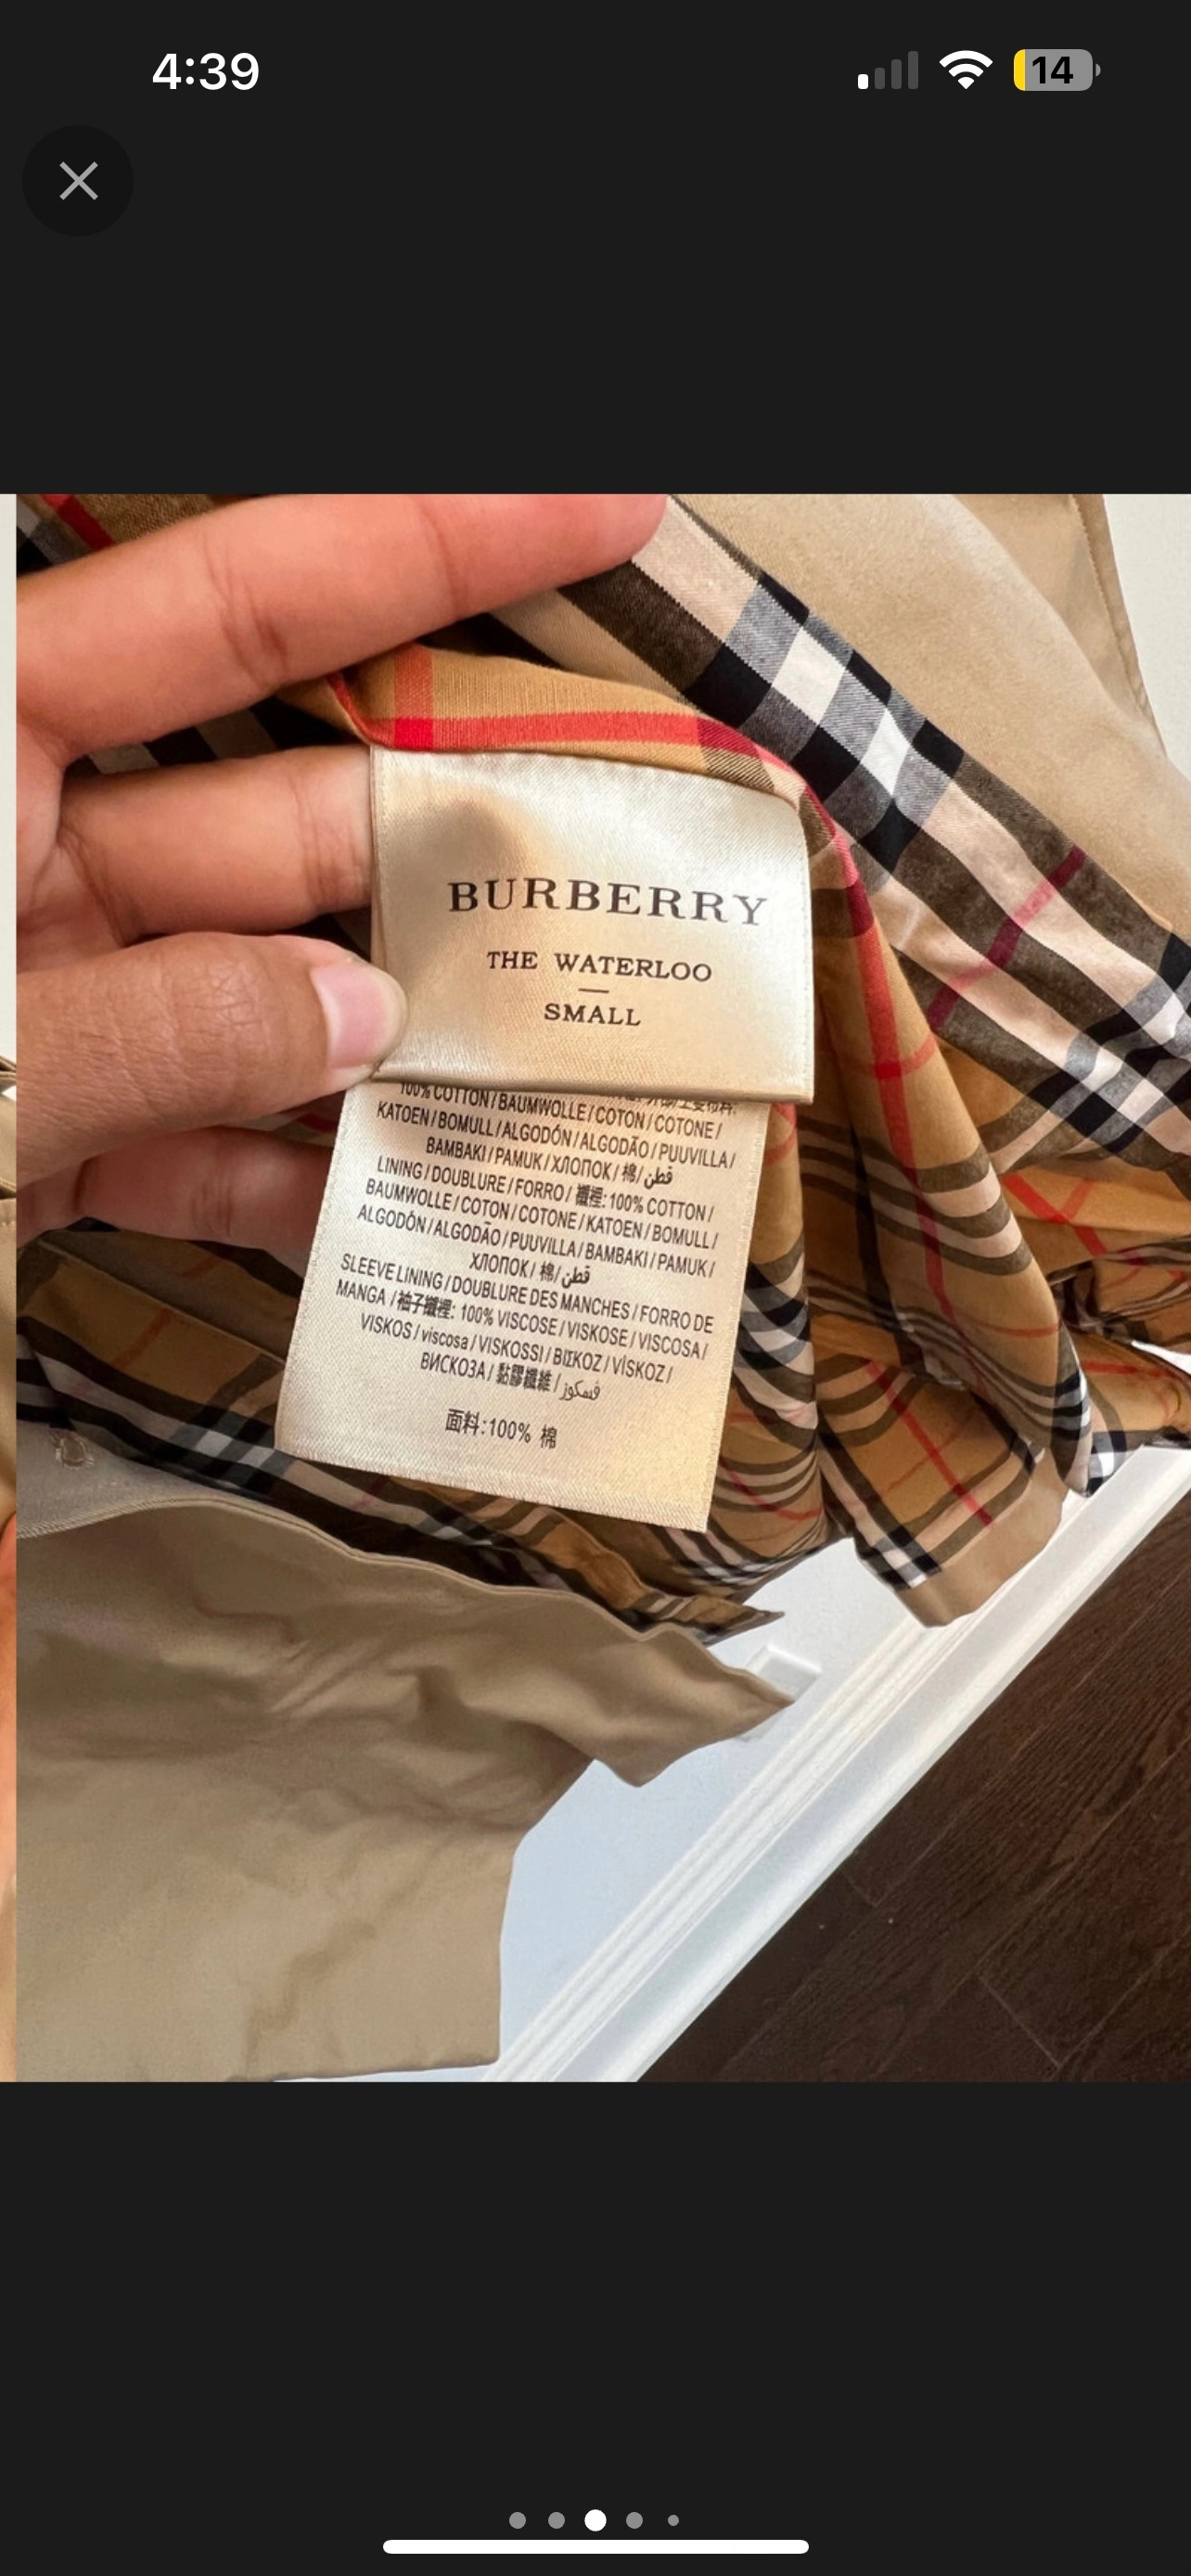 4:39
14
BURBERRY
THE WATERLOO
SMALL
100% COTTON / BAUMWOLLE / COTON / COTONE /
KATOEN / BOMULL / ALGODÓN / ALGODÃO / PUUVILLA /
BAMBAKI / PAMUK / ХЛОПОК / 棉 / قطن
LINING / DOUBLURE / FORRO / 襯裡: 100% COTTON /
BAUMWOLLE / COTON / COTONE / KATOEN / BOMULL /
ALGODÓN / ALGODÃO / PUUVILLA / BAMBAKI / PAMUK /
ХЛОПОК / 棉 / قطن
SLEEVE LINING / DOUBLURE DES MANCHES / FORRO DE
MANGA / 袖子襯裡: 100% VISCOSE / VISKOSE / VISCOSA /
VISKOS / viscosa / VISKOSSI / ΒΙΣΚΟΖ / VİSKOZ /
ВИСКОЗА / 黏膠纖維 / فسكوز
面料:100% 棉